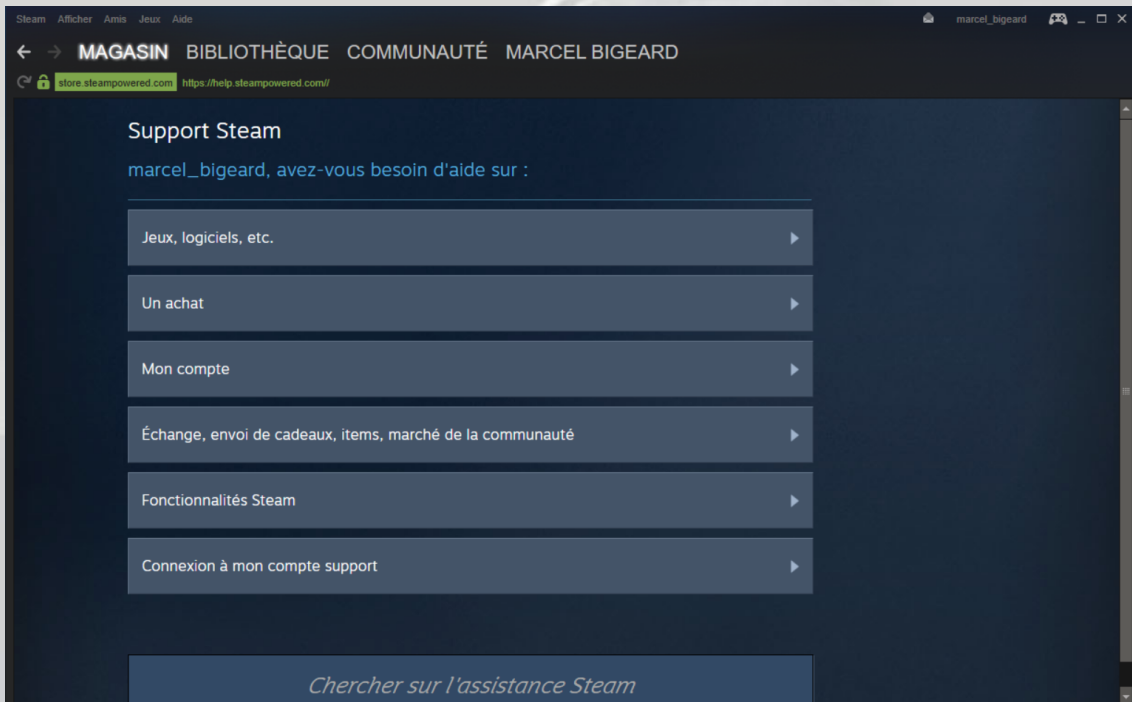 Steam Afficher Amis Jeux Aide marcel_bigeard
MAGASIN BIBLIOTHÈQUE COMMUNAUTÉ MARCEL BIGEARD
store.steampowered.com https://help.steampowered.com//
Support Steam
marcel_bigeard, avez-vous besoin d'aide sur :
Jeux, logiciels, etc.
Un achat
Mon compte
Échange, envoi de cadeaux, items, marché de la communauté
Fonctionnalités Steam
Connexion à mon compte support
Chercher sur l'assistance Steam